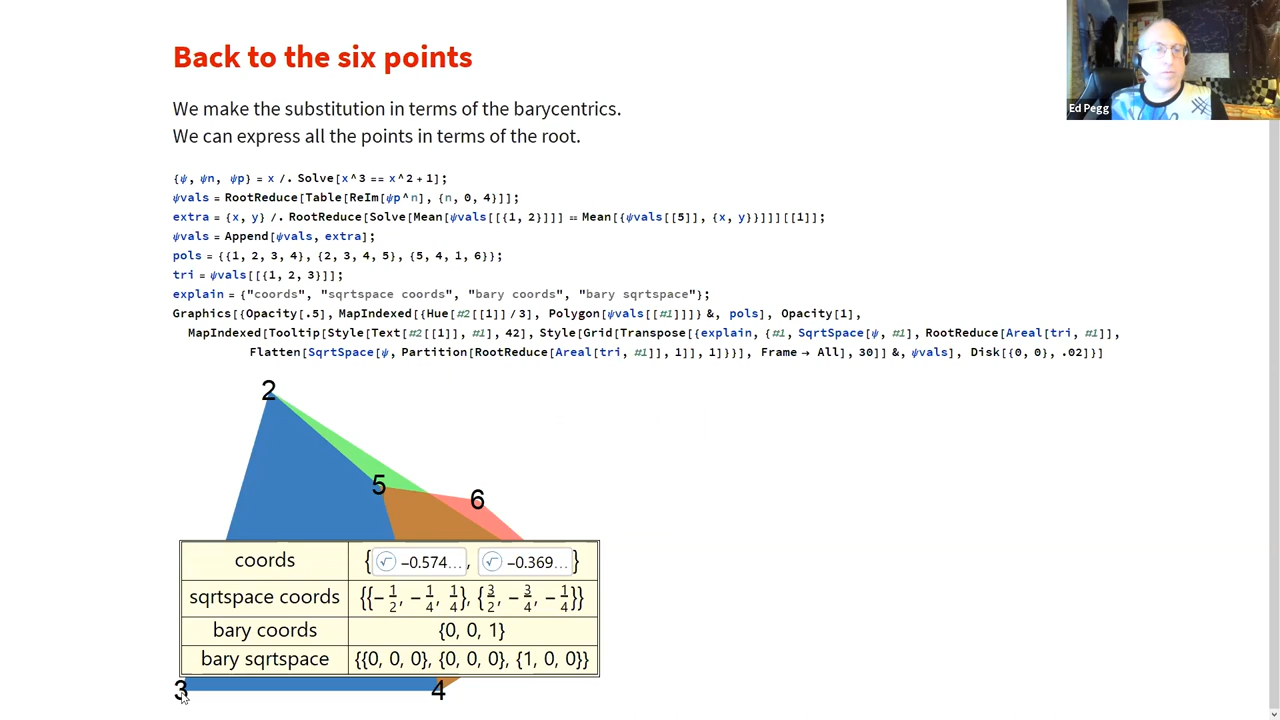 Back to the six points
Ed Pegg
We make the substitution in terms of the barycentrics.
We can express all the points in terms of the root.
{ψ, ψn, ψp} = x /. Solve[x^3 == x^2 + 1];
ψvals = RootReduce[Table[ReIm[ψp^n], {n, 0, 4}]];
extra = {x, y} /. RootReduce[Solve[Mean[ψvals[[{1, 2}]]] == Mean[{ψvals[[5]], {x, y}}]]][[1]];
ψvals = Append[ψvals, extra];
pols = {{1, 2, 3, 4}, {2, 3, 4, 5}, {5, 4, 1, 6}};
tri = ψvals[[{1, 2, 3}]];
explain = {"coords", "sqrtspace coords", "bary coords", "bary sqrtspace"};
Graphics[{Opacity[.5], MapIndexed[{Hue[#2[[1]] / 3], Polygon[ψvals[[#1]]]} &, pols], Opacity[1],
MapIndexed[Tooltip[Style[Text[#2[[1]], #1], 42], Style[Grid[Transpose[{explain, {#1, SqrtSpace[ψ, #1], RootReduce[Areal[tri, #1]],
Flatten[SqrtSpace[ψ, Partition[RootReduce[Areal[tri, #1]], 1]], 1]}}], Frame → All], 30]] &, ψvals], Disk[{0, 0}, .02]}]
2
5
6
coords {√ −0.574…, √ −0.369…}
sqrtspace coords {{−1/2, −1/4, 1/4}, {3/2, −3/4, −1/4}}
bary coords {0, 0, 1}
bary sqrtspace {{0, 0, 0}, {0, 0, 0}, {1, 0, 0}}
3
4